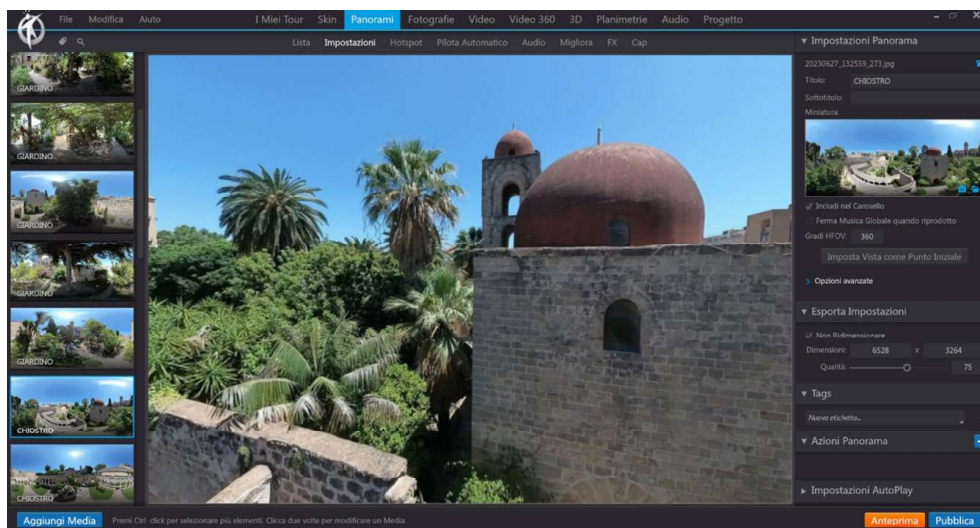 File Modifica Aiuto I Miei Tour Skin Panorami Fotografie Video Video 360 3D Planimetrie Audio Progetto
Lista Impostazioni Hotspot Pilota Automatico Audio Migliora FX Cap
Impostazioni Panorama
20230627_132559_273.jpg
Titolo: CHIOSTRO
Sottotitolo:
Miniatura:
Includi nel Carosello
Ferma Musica Globale quando riprodotto
Gradi HFOV: 360
Imposta Vista come Punto Iniziale
Opzioni avanzate
Esporta Impostazioni
Non Ridimensionare
Dimensioni: 6528 x 3264
Qualità: 75
Tags
Nuova etichetta...
Azioni Panorama
Impostazioni AutoPlay
GIARDINO
GIARDINO
GIARDINO
GIARDINO
GIARDINO
CHIOSTRO
CHIOSTRO
Aggiungi Media Premi Ctrl click per selezionare più elementi. Clicca due volte per modificare un Media. Anteprima Pubblica